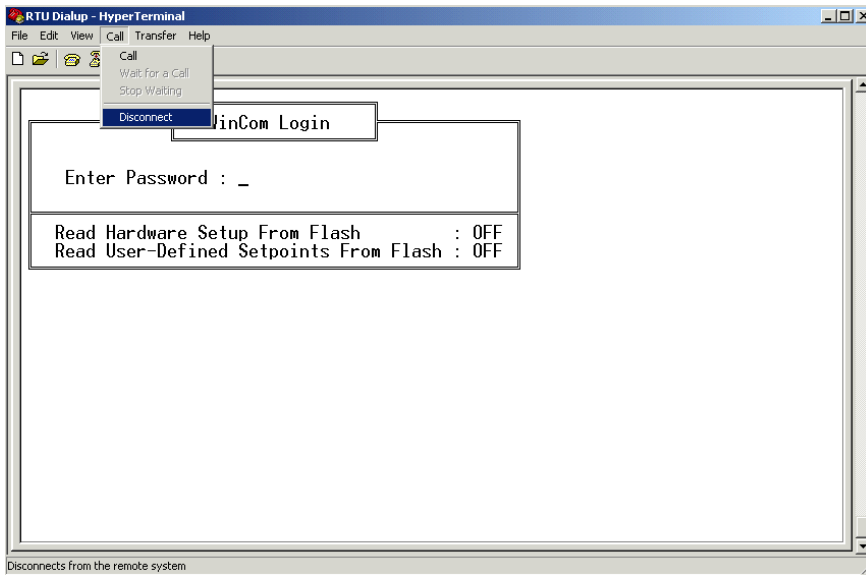 RTU Dialup - HyperTerminal
File Edit View Call Transfer Help
Call
Wait for a Call
Stop Waiting
Disconnect
inCom Login
Enter Password : _
Read Hardware Setup From Flash : OFF
Read User-Defined Setpoints From Flash : OFF
Disconnects from the remote system